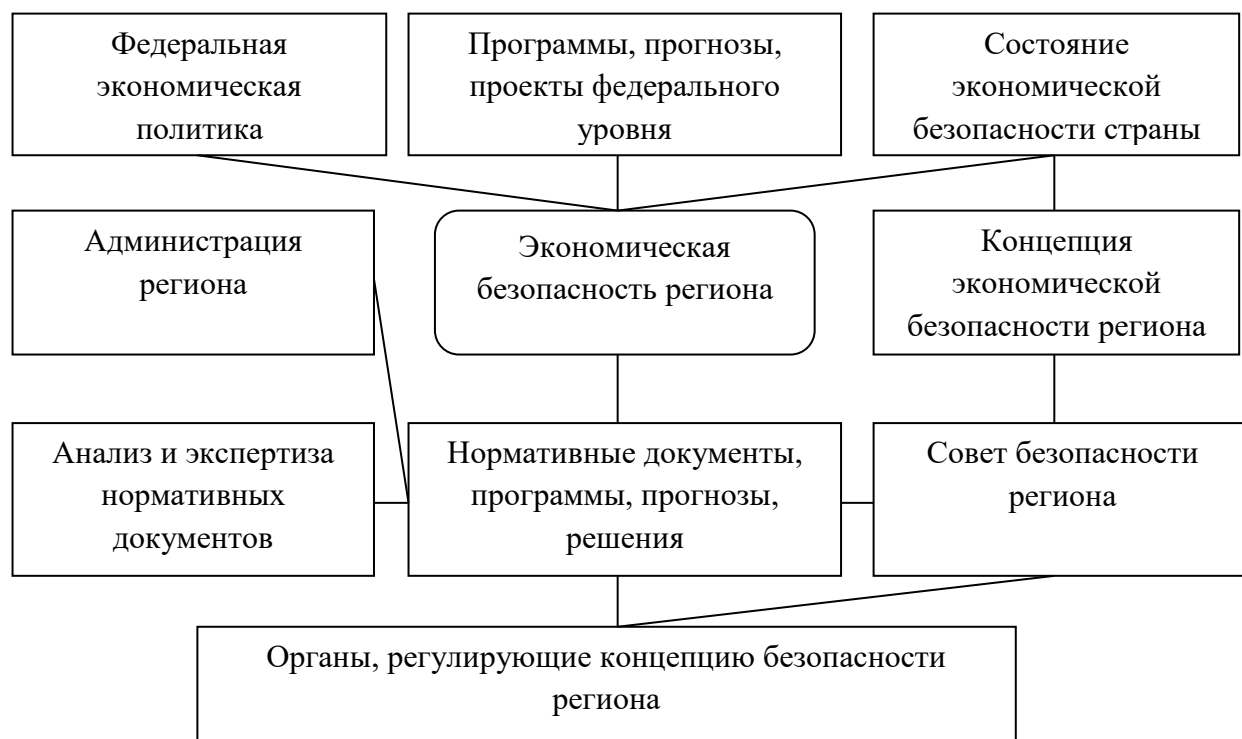 Федеральная
экономическая
политика
Программы, прогнозы,
проекты федерального
уровня
Состояние
экономической
безопасности страны
Администрация
региона
Экономическая
безопасность региона
Концепция
экономической
безопасности региона
Анализ и экспертиза
нормативных
документов
Нормативные документы,
программы, прогнозы,
решения
Совет безопасности
региона
Органы, регулирующие концепцию безопасности
региона